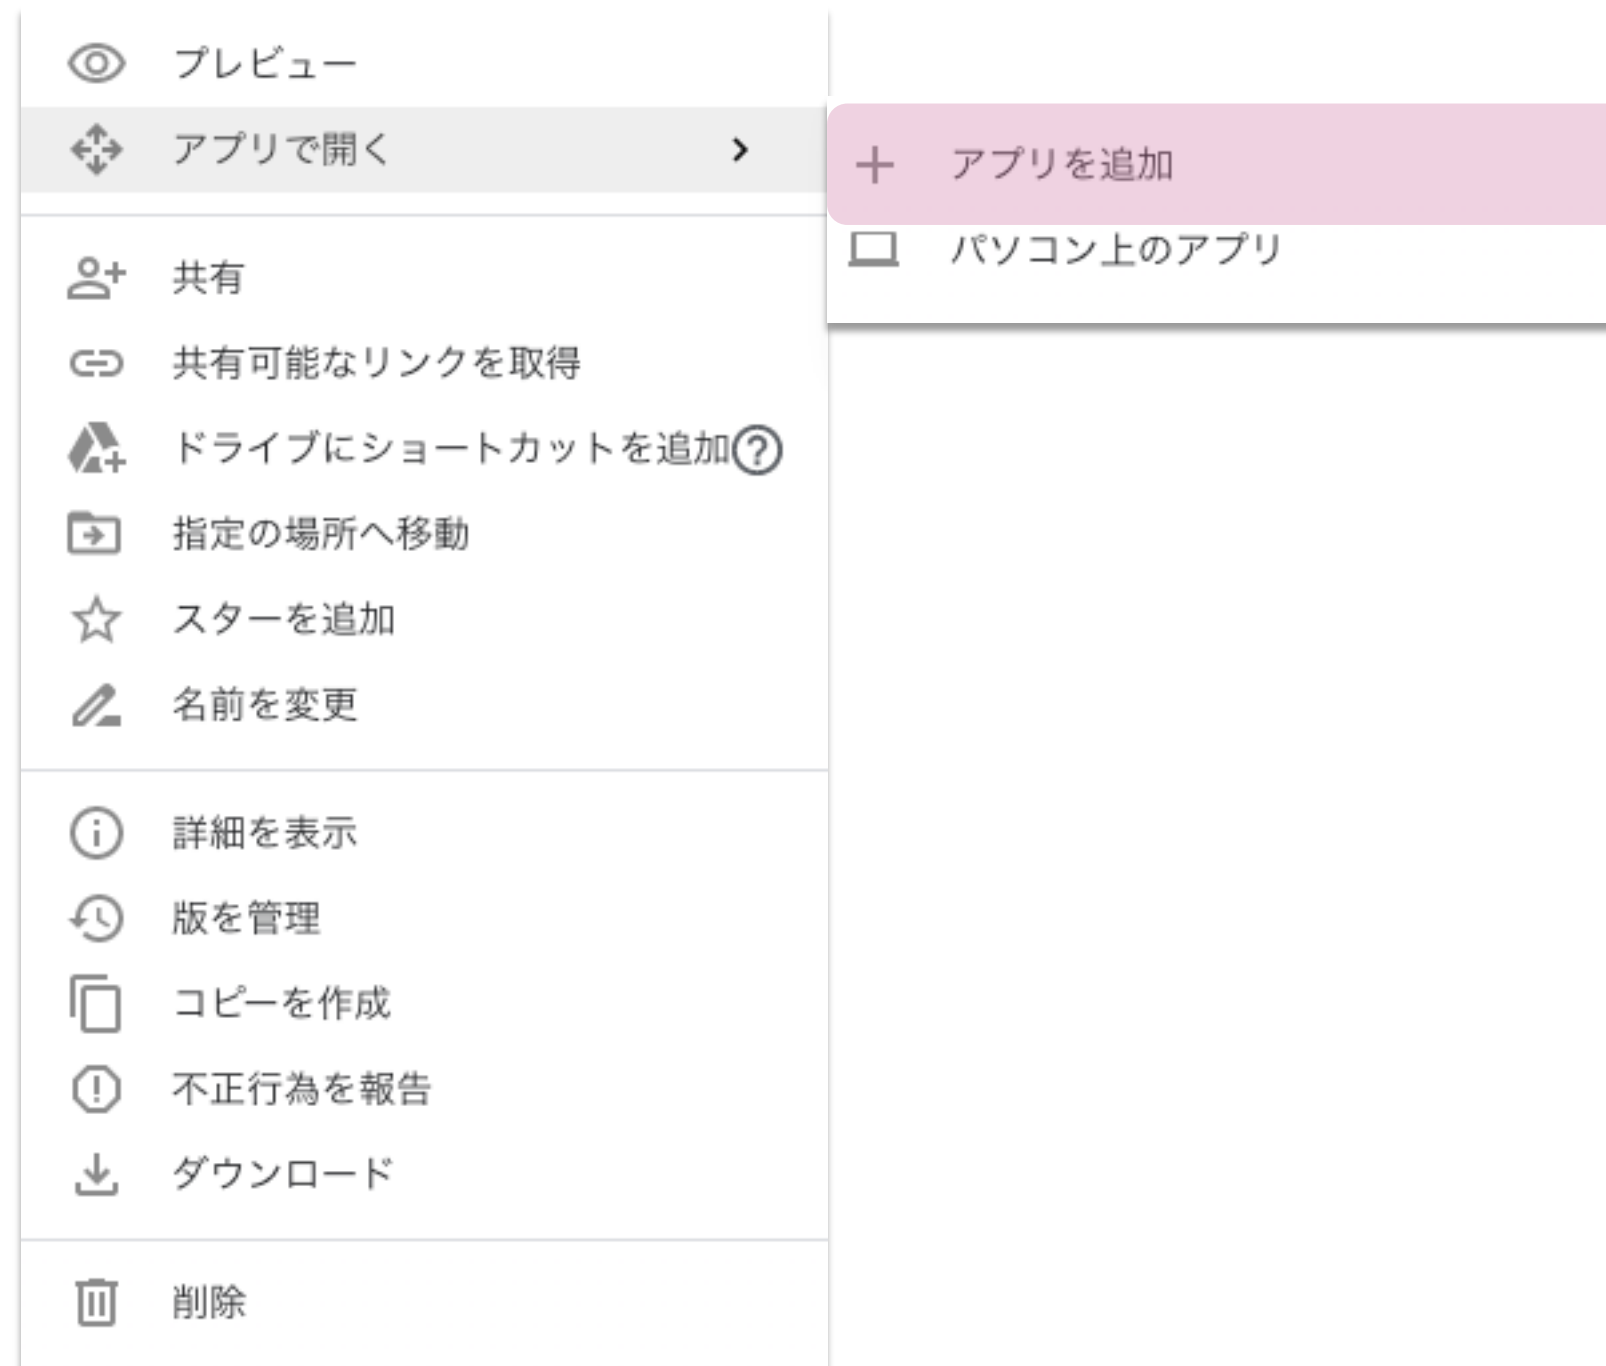 プレビュー
アプリで開く
アプリを追加
パソコン上のアプリ
共有
共有可能なリンクを取得
ドライブにショートカットを追加
指定の場所へ移動
スターを追加
名前を変更
詳細を表示
版を管理
コピーを作成
不正行為を報告
ダウンロード
削除